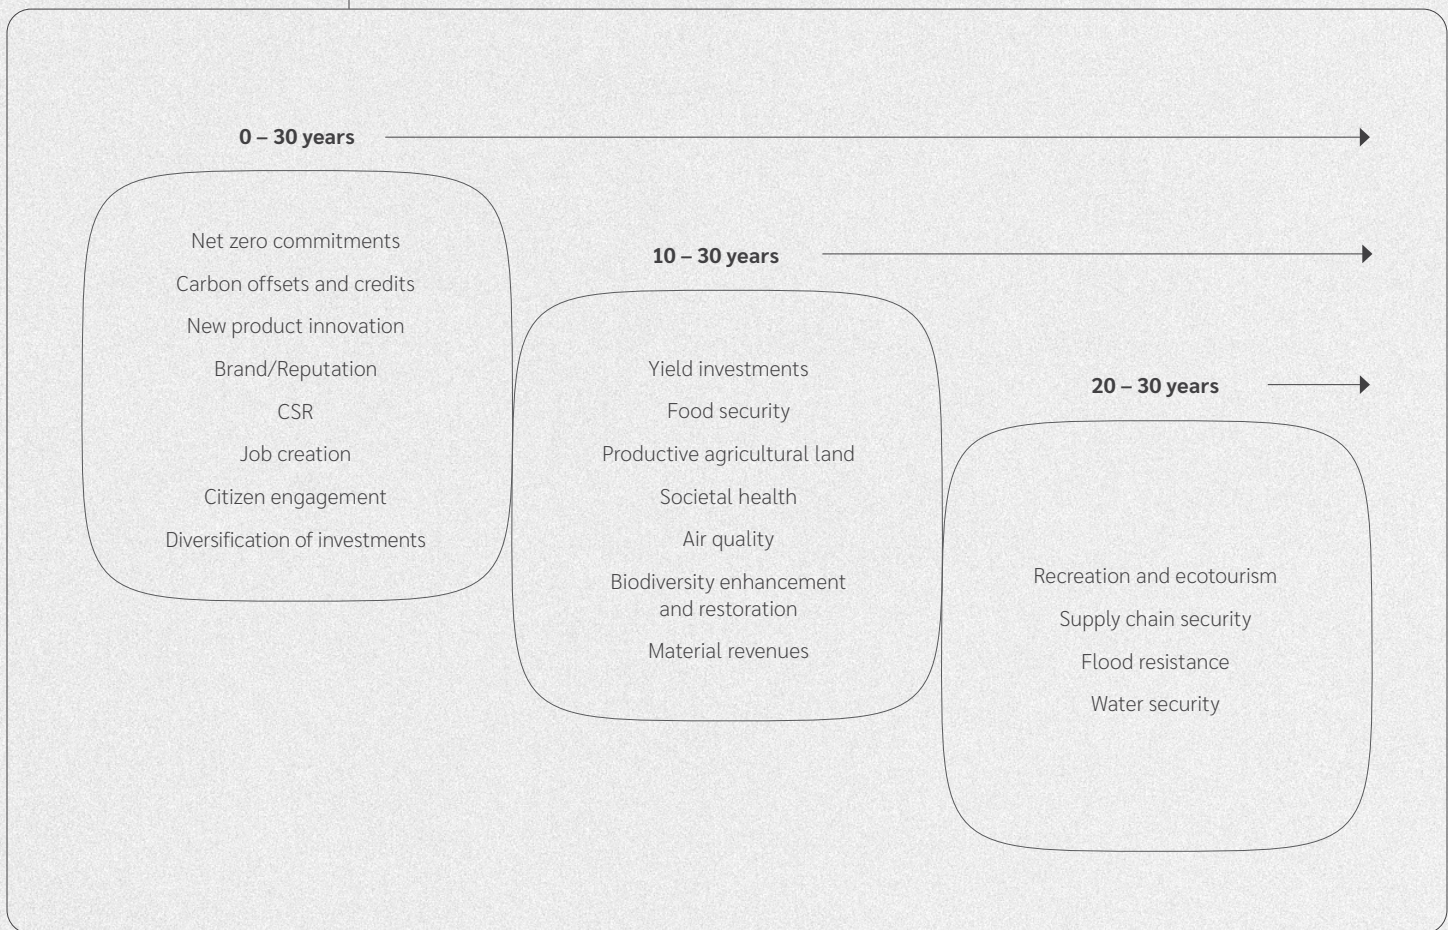 0 – 30 years
Net zero commitments
Carbon offsets and credits
New product innovation
Brand/Reputation
CSR
Job creation
Citizen engagement
Diversification of investments
10 – 30 years
Yield investments
Food security
Productive agricultural land
Societal health
Air quality
Biodiversity enhancement
and restoration
Material revenues
20 – 30 years
Recreation and ecotourism
Supply chain security
Flood resistance
Water security